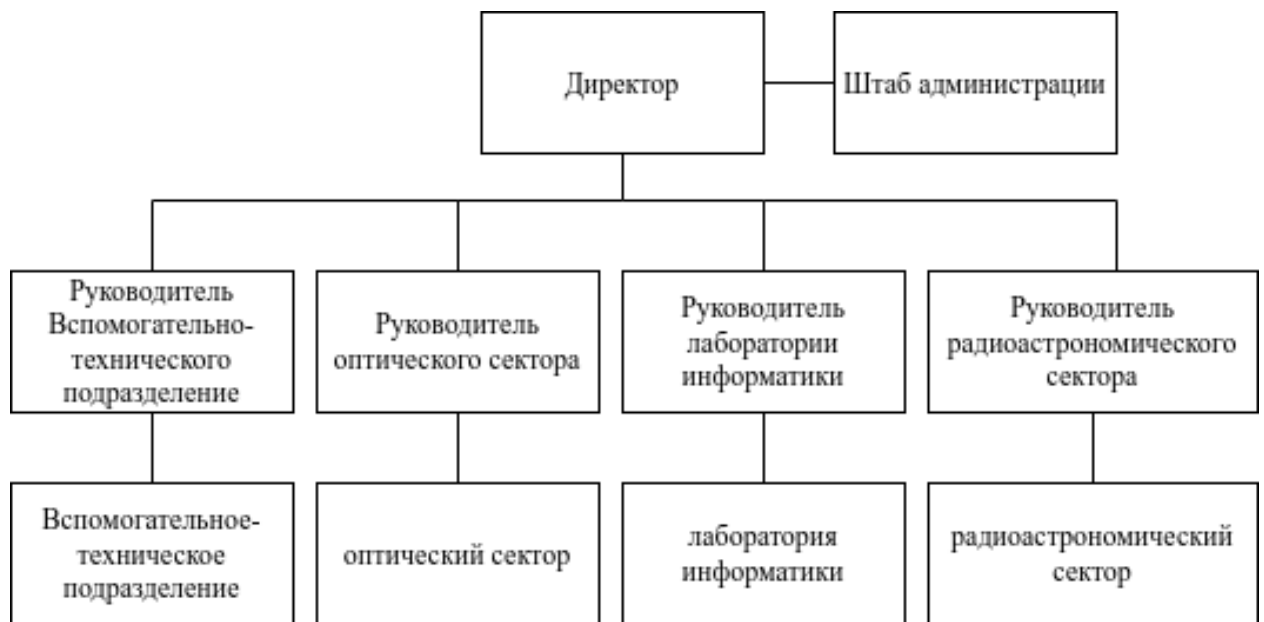 Директор
Штаб администрации
Руководитель
Вспомогательно-
технического
подразделение
Руководитель
оптического сектора
Руководитель
лаборатории
информатики
Руководитель
радиоастрономического
сектора
Вспомогательное-
техническое
подразделение
оптический сектор
лаборатория
информатики
радиоастрономический
сектор